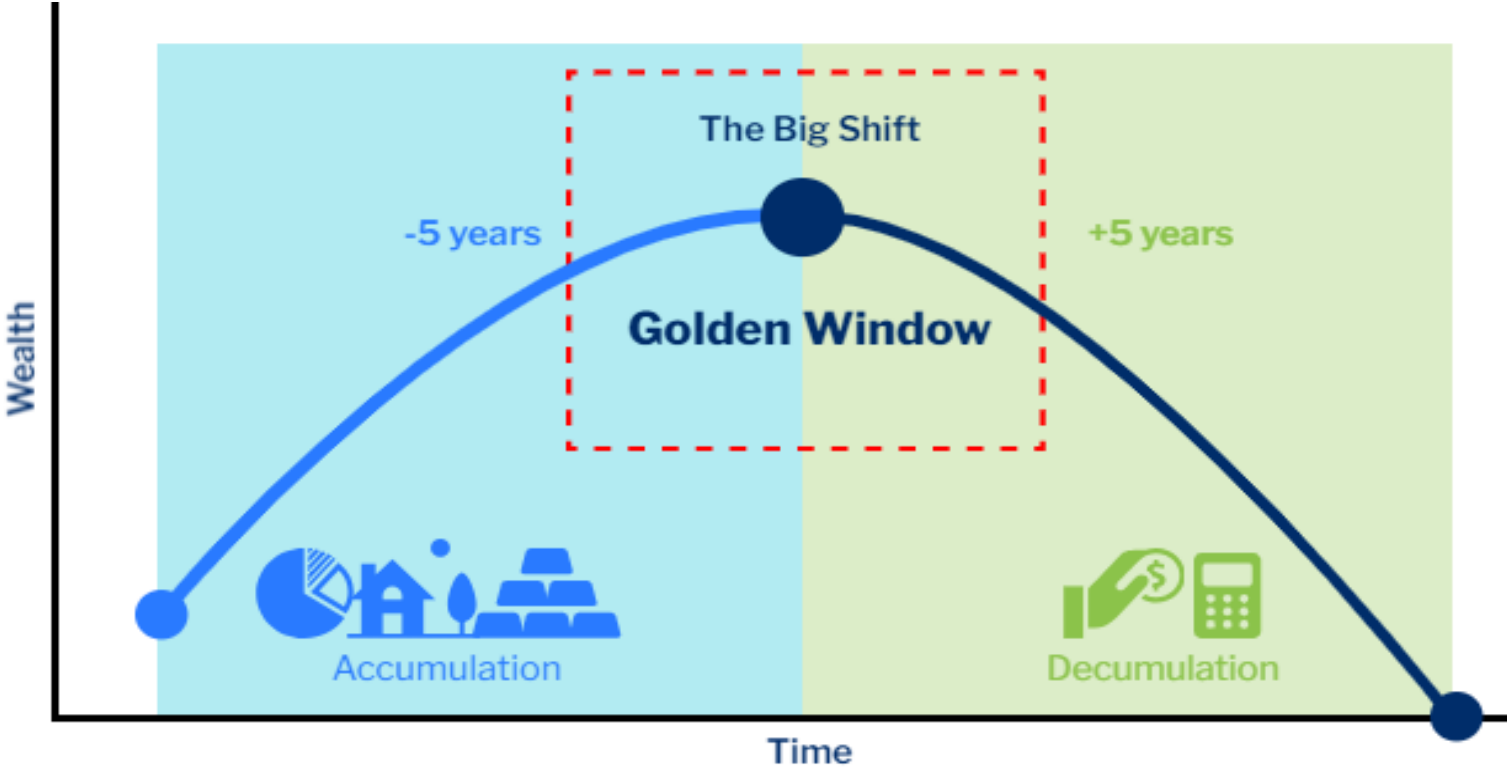 The Big Shift
-5 years
+5 years
Golden Window
Wealth
$
Accumulation
Decumulation
Time